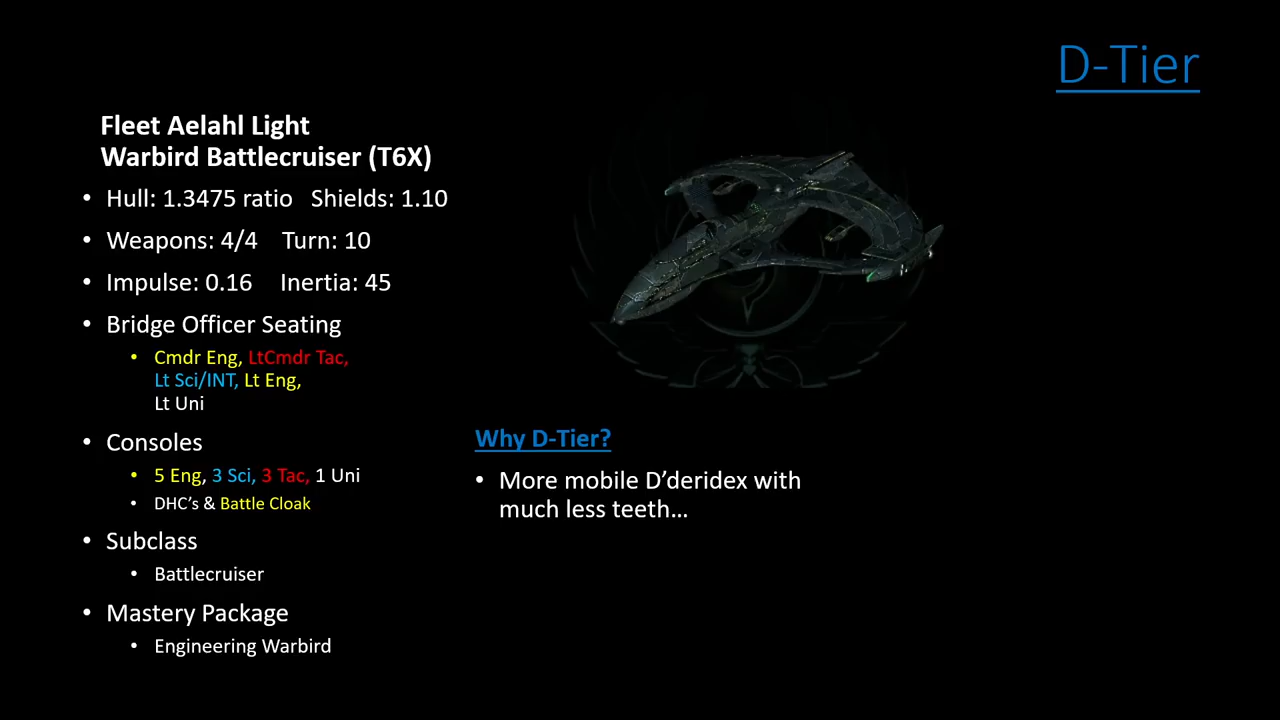 D-Tier
Fleet Aelahl Light
Warbird Battlecruiser (T6X)
• Hull: 1.3475 ratio Shields: 1.10
• Weapons: 4/4 Turn: 10
• Impulse: 0.16 Inertia: 45
• Bridge Officer Seating
• Cmdr Eng, LtCmdr Tac,
Lt Sci/INT, Lt Eng,
Lt Uni
• Consoles
• 5 Eng, 3 Sci, 3 Tac, 1 Uni
• DHC's & Battle Cloak
• Subclass
• Battlecruiser
• Mastery Package
• Engineering Warbird
Why D-Tier?
• More mobile D’deridex with
much less teeth…